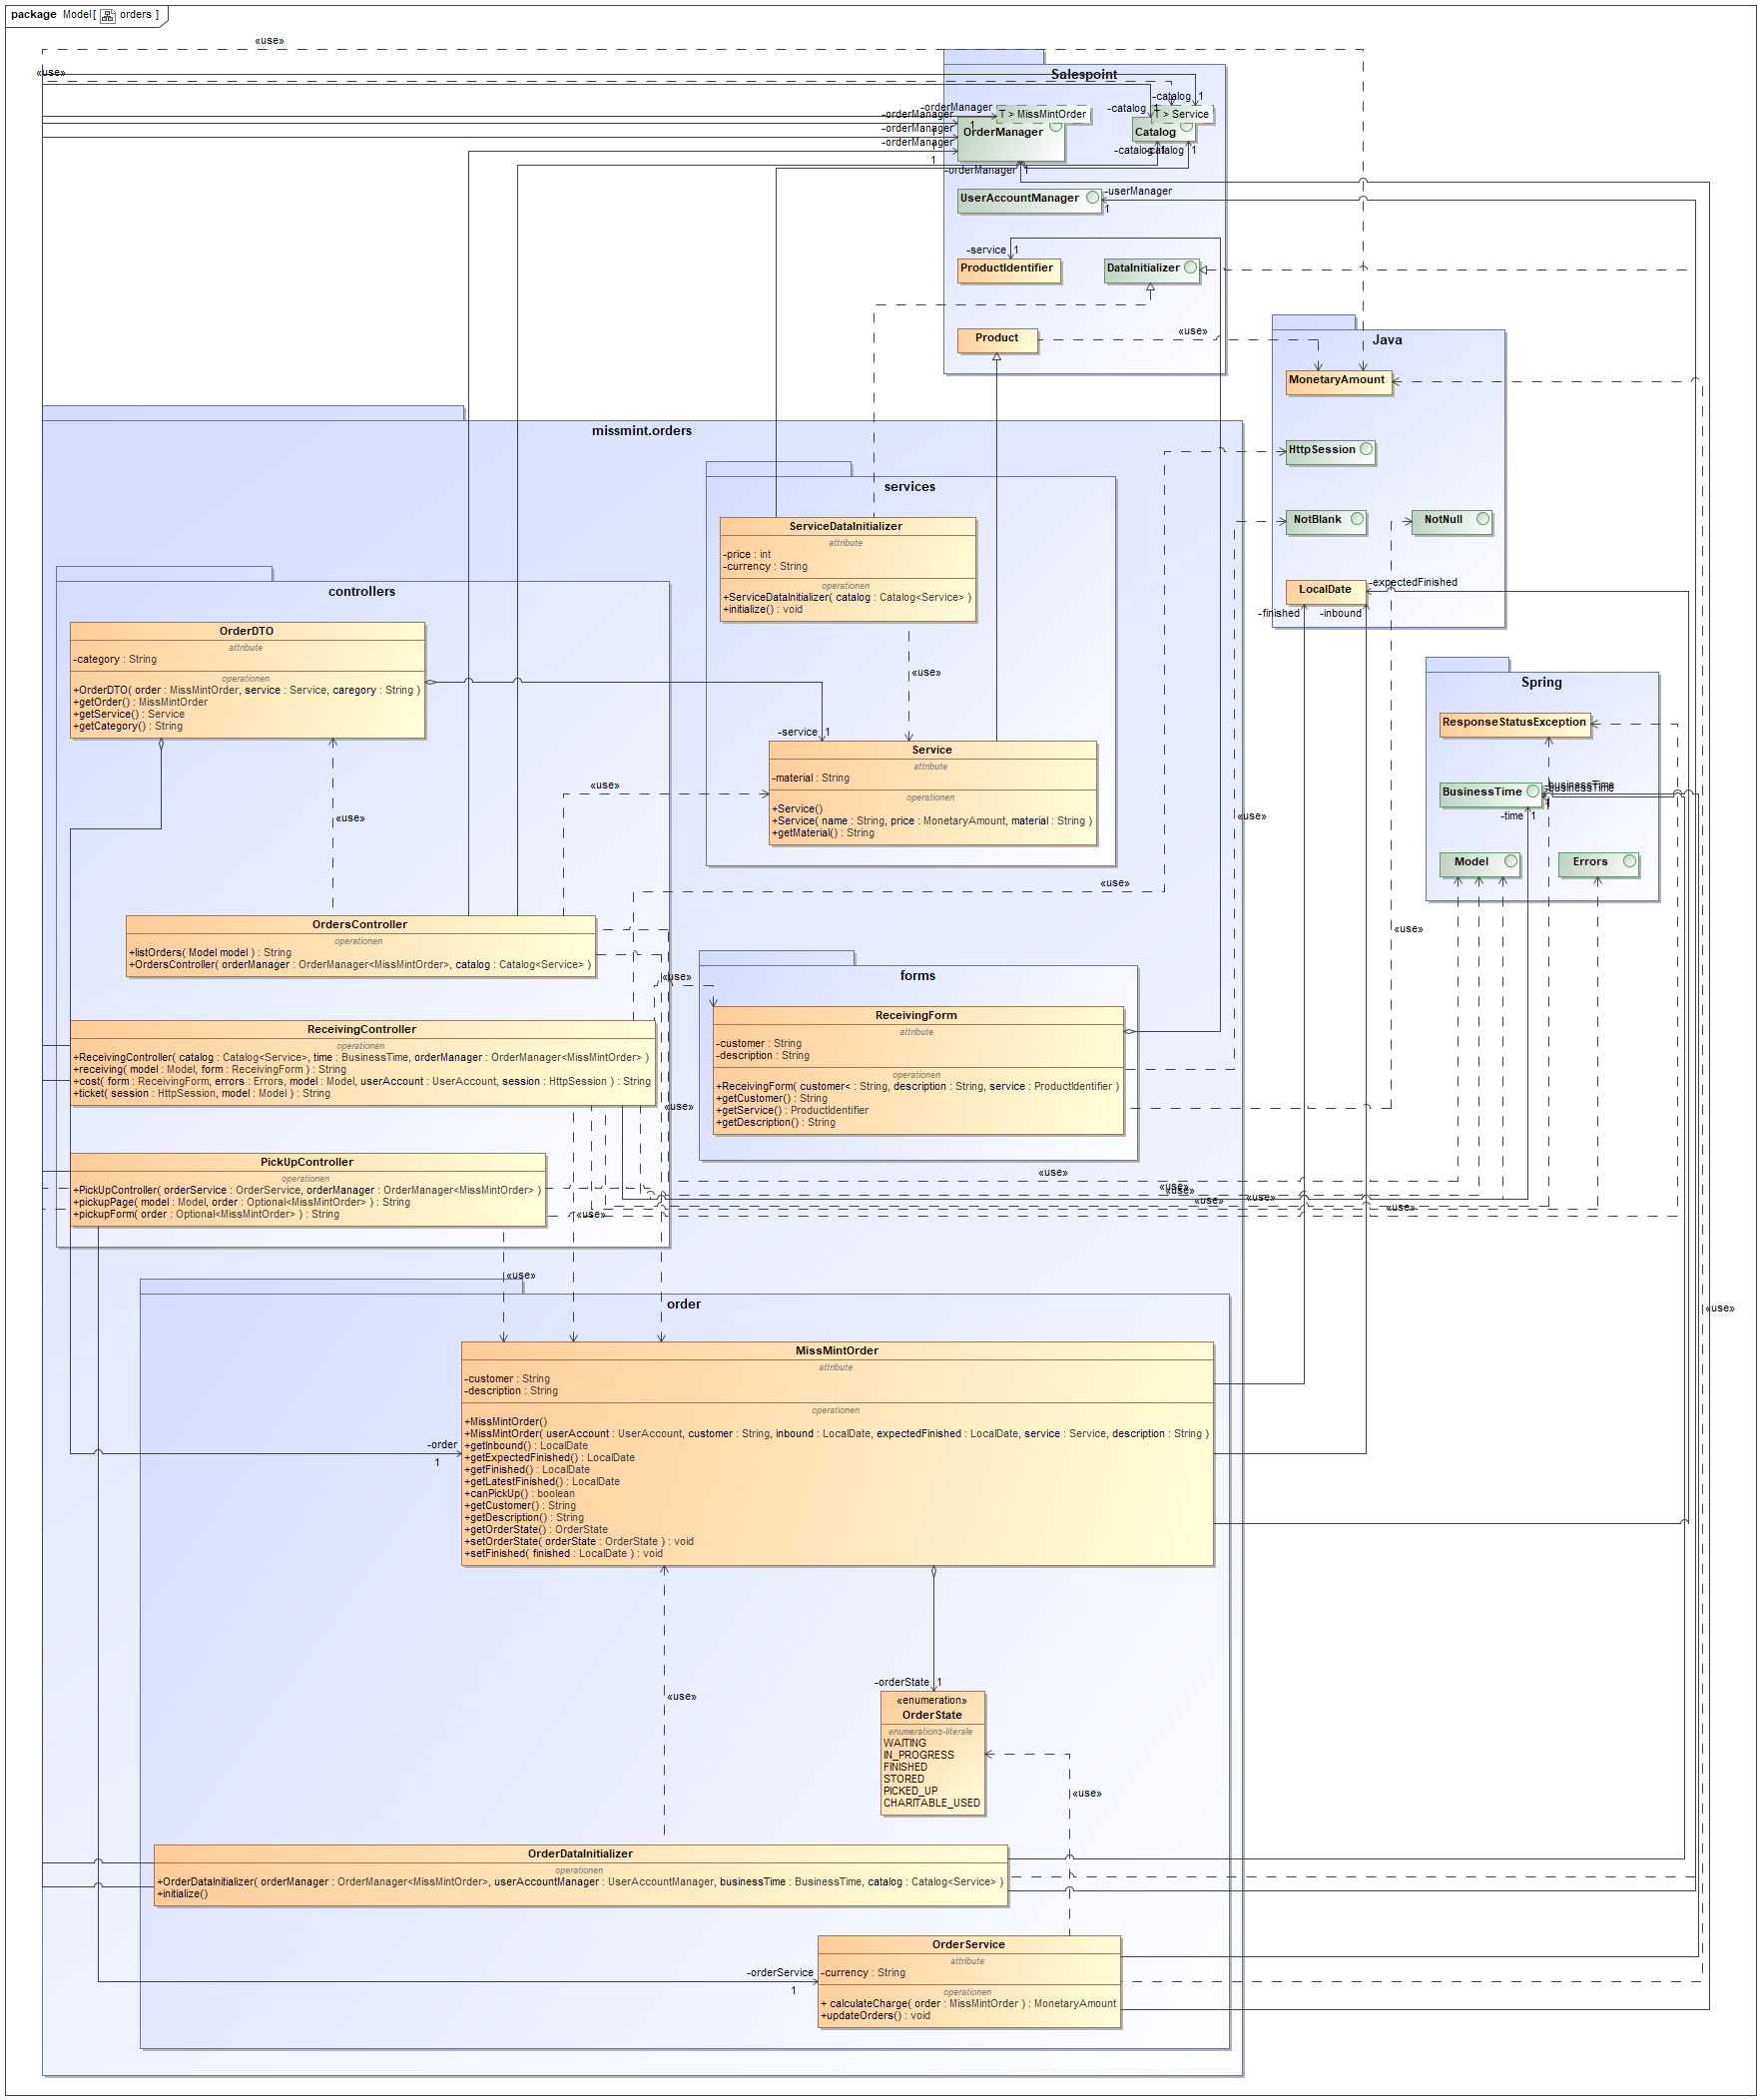 package Model[ orders ]
«use»
«use»
Salespoint
-catalog 1
-orderManager
-catalog 1
T > MissMintOrder
T > Service
-orderManager
1
OrderManager
Catalog
-orderManager
-orderManager
1
-catalog 1
-catalog 1
-orderManager 1
UserAccountManager
-userManager
1
-service 1
ProductIdentifier
DataInitializer
Product
«use»
Java
MonetaryAmount
HttpSession
NotBlank
NotNull
LocalDate
-expectedFinished
-finished
-inbound
missmint.orders
services
ServiceDataInitializer
attribute
-price : int
-currency : String
operationen
+ServiceDataInitializer( catalog : Catalog<Service> )
+initialize() : void
«use»
controllers
OrderDTO
attribute
-category : String
operationen
+OrderDTO( order : MissMintOrder, service : Service, caregory : String )
+getOrder() : MissMintOrder
+getService() : Service
+getCategory() : String
-service 1
Service
attribute
-material : String
operationen
+Service()
+Service( name : String, price : MonetaryAmount, material : String )
+getMaterial() : String
«use»
«use»
«use»
«use»
Spring
ResponseStatusException
BusinessTime
-businessTime
-businessTime
1
-time 1
Model
Errors
«use»
OrdersController
operationen
+listOrders( Model model ) : String
+OrdersController( orderManager : OrderManager<MissMintOrder>, catalog : Catalog<Service> )
«use»
forms
ReceivingForm
attribute
-customer : String
-description : String
operationen
+ReceivingForm( customer< : String, description : String, service : ProductIdentifier )
+getCustomer() : String
+getService() : ProductIdentifier
+getDescription() : String
ReceivingController
operationen
+ReceivingController( catalog : Catalog<Service>, time : BusinessTime, orderManager : OrderManager<MissMintOrder> )
+receiving( model : Model, form : ReceivingForm ) : String
+cost( form : ReceivingForm, errors : Errors, model : Model, userAccount : UserAccount, session : HttpSession ) : String
+ticket( session : HttpSession, model : Model ) : String
«use»
PickUpController
operationen
+PickUpController( orderService : OrderService, orderManager : OrderManager<MissMintOrder> )
+pickupPage( model : Model, order : Optional<MissMintOrder> ) : String
+pickupForm( order : Optional<MissMintOrder> ) : String
«use»
«use»
«use»
«use»
«use»
«use»
«use»
«use»
«use»
order
MissMintOrder
attribute
-customer : String
-description : String
operationen
+MissMintOrder()
+MissMintOrder( userAccount : UserAccount, customer : String, inbound : LocalDate, expectedFinished : LocalDate, service : Service, description : String )
+getInbound() : LocalDate
+getExpectedFinished() : LocalDate
+getFinished() : LocalDate
+getLatestFinished() : LocalDate
+canPickUp() : boolean
+getCustomer() : String
+getDescription() : String
+getOrderState() : OrderState
+setOrderState( orderState : OrderState ) : void
+setFinished( finished : LocalDate ) : void
-order
1
-orderState 1
«enumeration»
OrderState
enumerations-literale
WAITING
IN_PROGRESS
FINISHED
STORED
PICKED_UP
CHARITABLE_USED
«use»
«use»
OrderDataInitializer
operationen
+OrderDataInitializer( orderManager : OrderManager<MissMintOrder>, userAccountManager : UserAccountManager, businessTime : BusinessTime, catalog : Catalog<Service> )
+initialize()
-orderService
1
OrderService
attribute
-currency : String
operationen
+ calculateCharge( order : MissMintOrder ) : MonetaryAmount
+updateOrders() : void